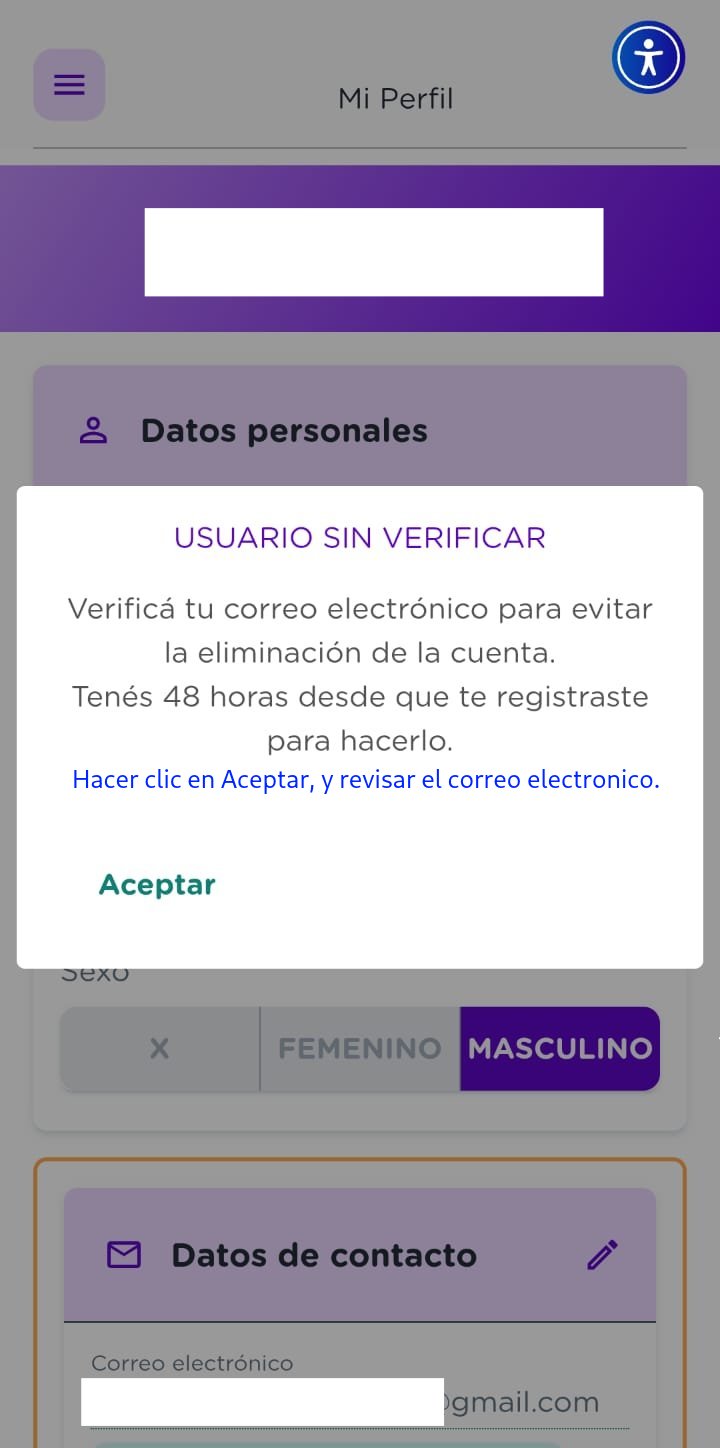 Mi Perfil
Datos personales
USUARIO SIN VERIFICAR
Verificá tu correo electrónico para evitar
la eliminación de la cuenta.
Tenés 48 horas desde que te registraste
para hacerlo.
Hacer clic en Aceptar, y revisar el correo electronico.
Aceptar
Sexo
X FEMENINO MASCULINO
Datos de contacto
Correo electrónico
@gmail.com